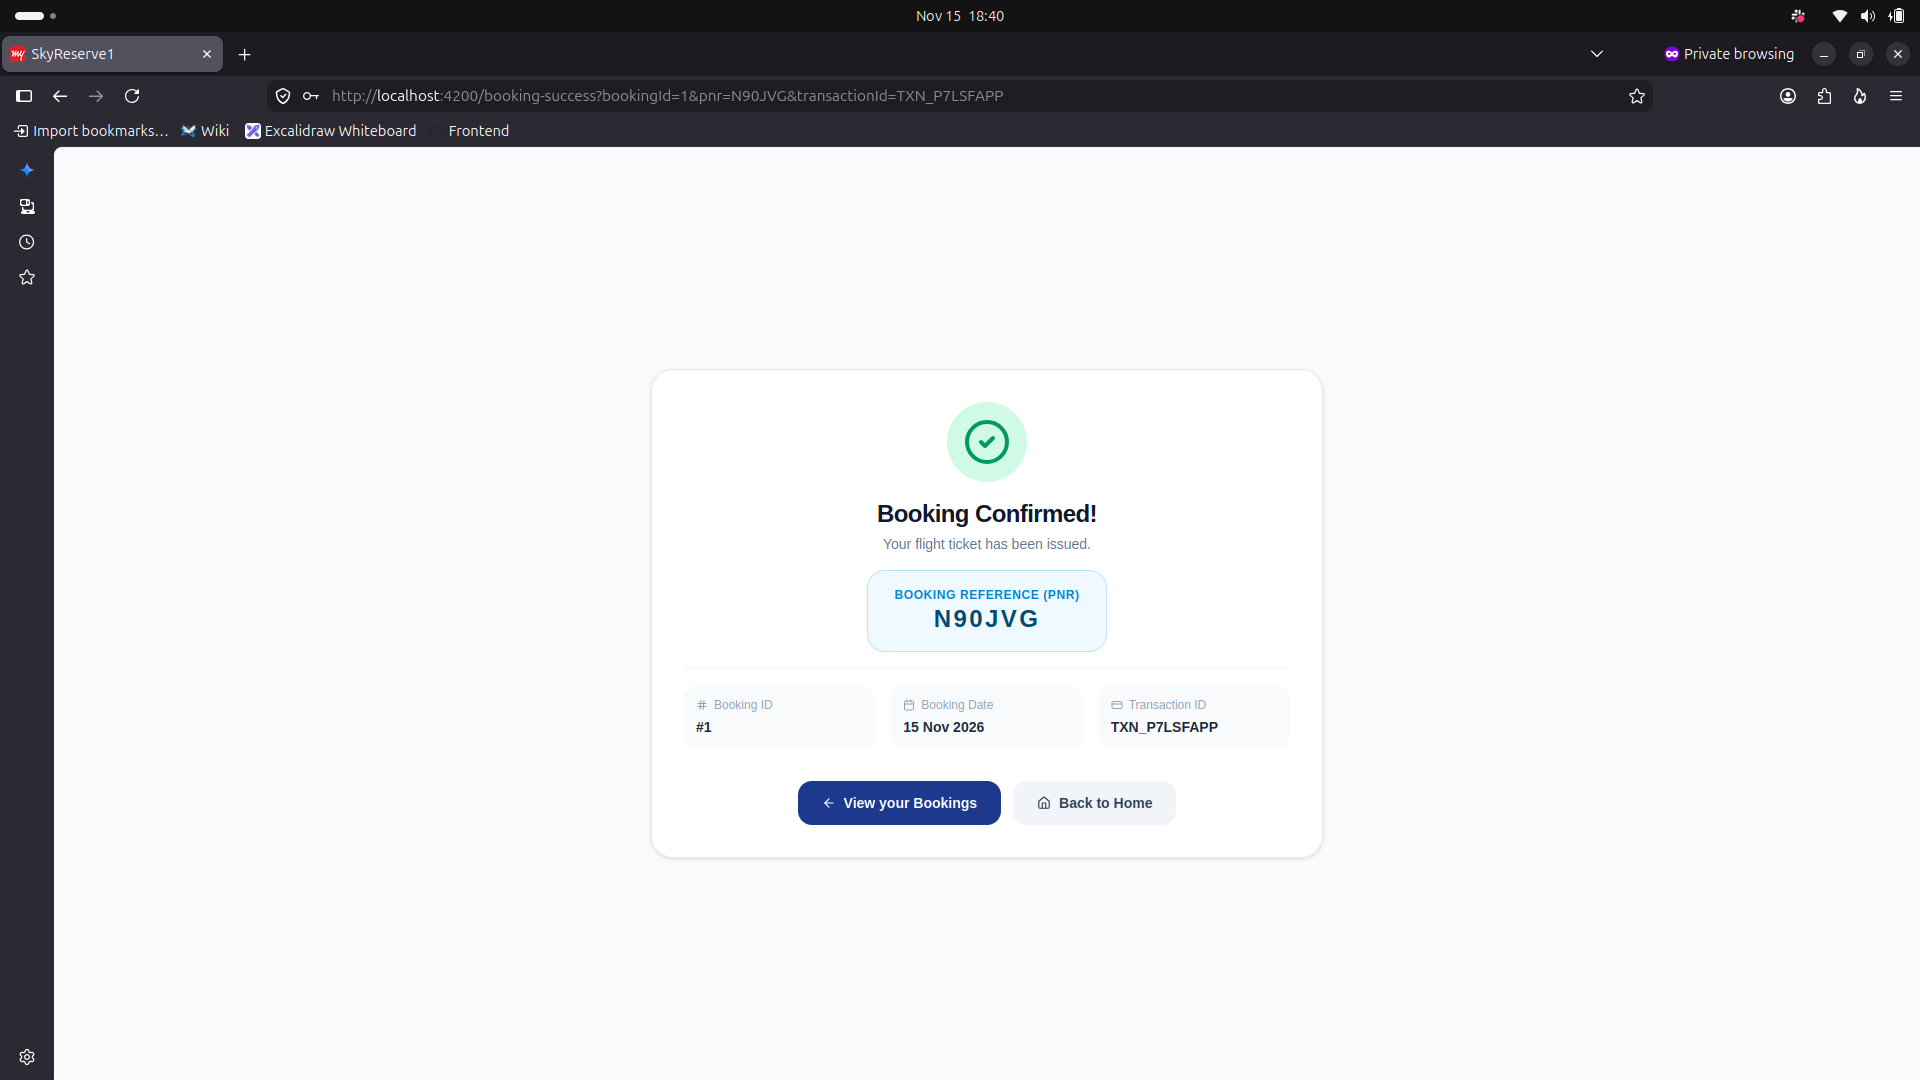 Nov 15 18:40
SkyReserve1
Private browsing
http://localhost:4200/booking-success?bookingId=1&pnr=N90JVG&transactionId=TXN_P7LSFAPP
Import bookmarks... Wiki Excalidraw Whiteboard Frontend
Booking Confirmed!
Your flight ticket has been issued.
BOOKING REFERENCE (PNR)
N90JVG
Booking ID
#1
Booking Date
15 Nov 2026
Transaction ID
TXN_P7LSFAPP
View your Bookings
Back to Home